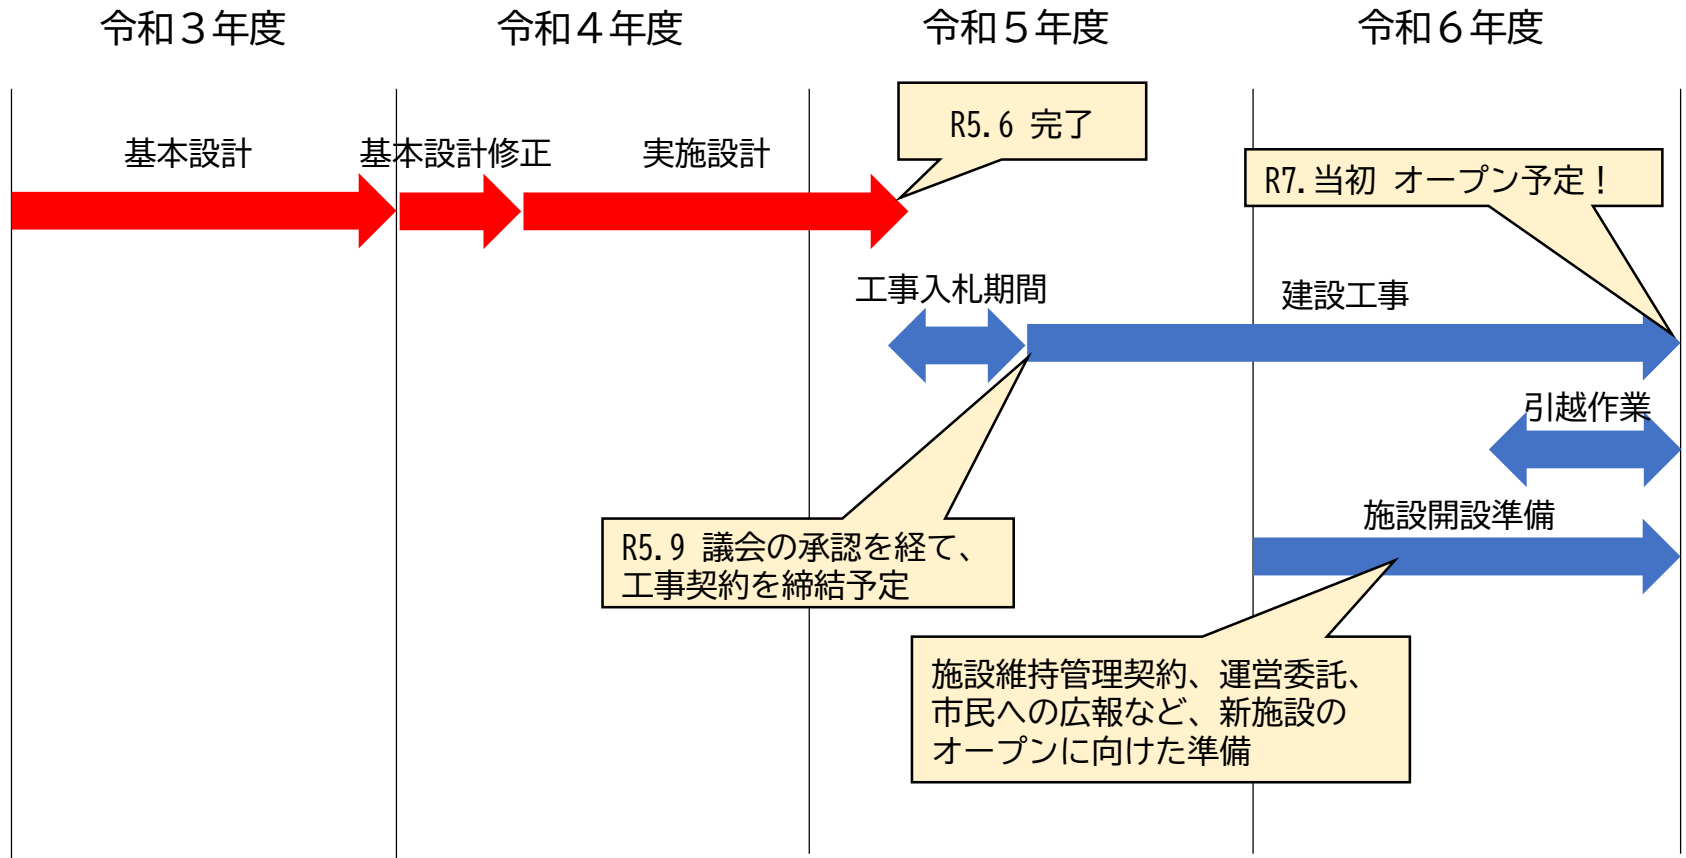 令和３年度
令和４年度
令和５年度
令和６年度
R5.6 完了
基本設計
基本設計修正
実施設計
R7.当初 オープン予定！
工事入札期間
建設工事
引越作業
施設開設準備
R5.9 議会の承認を経て、
工事契約を締結予定
施設維持管理契約、運営委託、
市民への広報など、新施設の
オープンに向けた準備